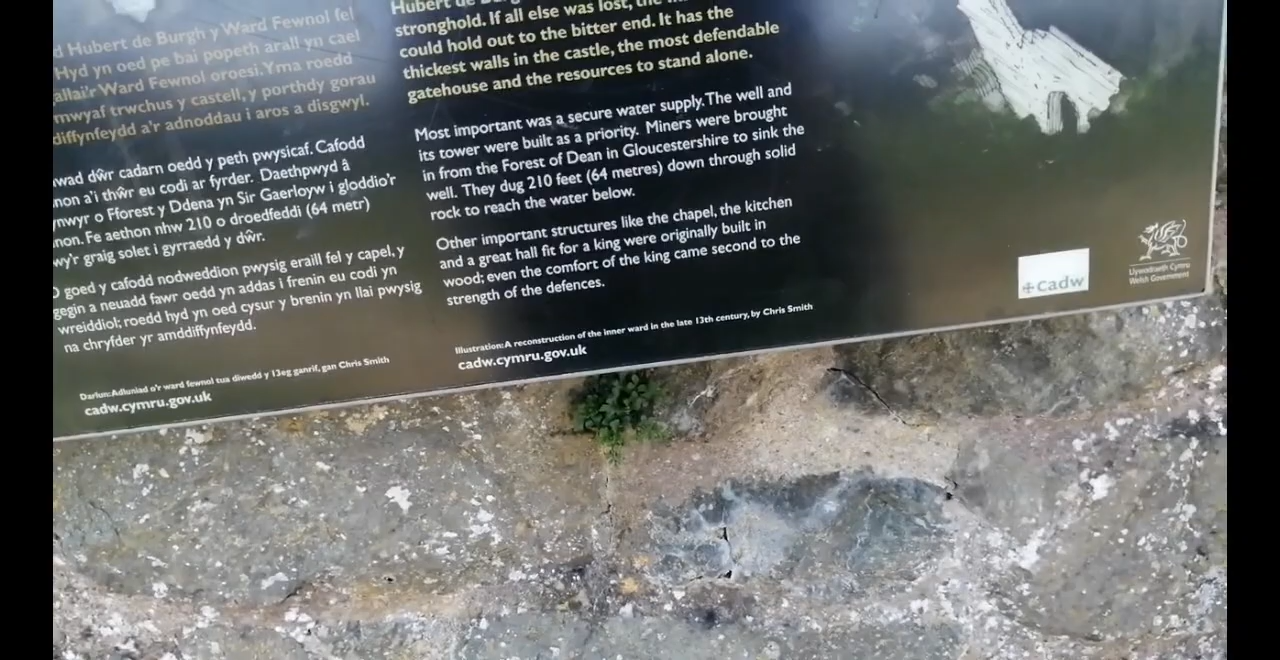 d Hubert de Burgh y Ward Fewnol fel
Hyd yn oed pe bai popeth arall yn cael
allai'r Ward Fewnol oroesi. Yma roedd
mwyaf trwchus y castell, y porthdy gorau
diffynfeydd a'r adnoddau i aros a disgwyl.
wad dŵr cadarn oedd y peth pwysicaf. Cafodd
non a'i thŵr eu codi ar fyrder. Daethpwyd â
nwyr o Fforest y Ddena yn Sir Gaerloyw i gloddio'r
non. Fe aethon nhw 210 o droedfeddi (64 metr)
wy'r graig solet i gyrraedd y dŵr.
O goed y cafodd nodweddion pwysig eraill fel y capel, y
gegin a neuadd fawr oedd yn addas i frenin eu codi yn
wreiddiol; roedd hyd yn oed cysur y brenin yn llai pwysig
na chryfder yr amddiffynfeydd.
Darlun: Adluniad o'r ward fewnol tua diwedd y 13eg ganrif, gan Chris Smith
cadw.cymru.gov.uk
Hubert de
stronghold. If all else was lost, the
could hold out to the bitter end. It has the
thickest walls in the castle, the most defendable
gatehouse and the resources to stand alone.
Most important was a secure water supply. The well and
its tower were built as a priority. Miners were brought
in from the Forest of Dean in Gloucestershire to sink the
well. They dug 210 feet (64 metres) down through solid
rock to reach the water below.
Other important structures like the chapel, the kitchen
and a great hall fit for a king were originally built in
wood; even the comfort of the king came second to the
strength of the defences.
Illustration: A reconstruction of the inner ward in the late 13th century, by Chris Smith
cadw.cymru.gov.uk
cadw
Llywodraeth Cymru
Welsh Government